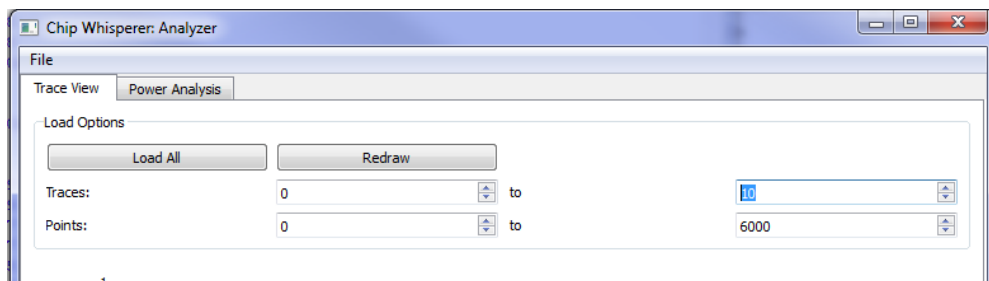 Chip Whisperer: Analyzer
File
Trace View Power Analysis
Load Options
Load All Redraw
Traces: 0 to 10
Points: 0 to 6000
1